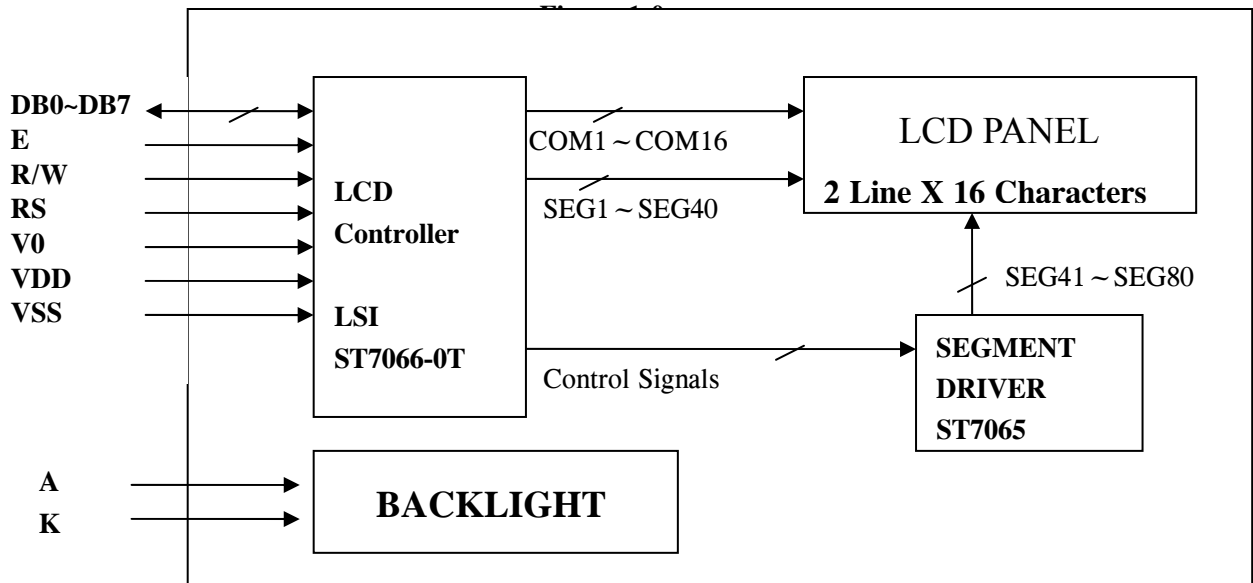 DB0~DB7
E
R/W
RS
V0
VDD
VSS
LCD
Controller
LSI
ST7066-0T
COM1～COM16
SEG1～SEG40
LCD PANEL
2 Line X 16 Characters
SEG41～SEG80
Control Signals
SEGMENT
DRIVER
ST7065
A
K
BACKLIGHT